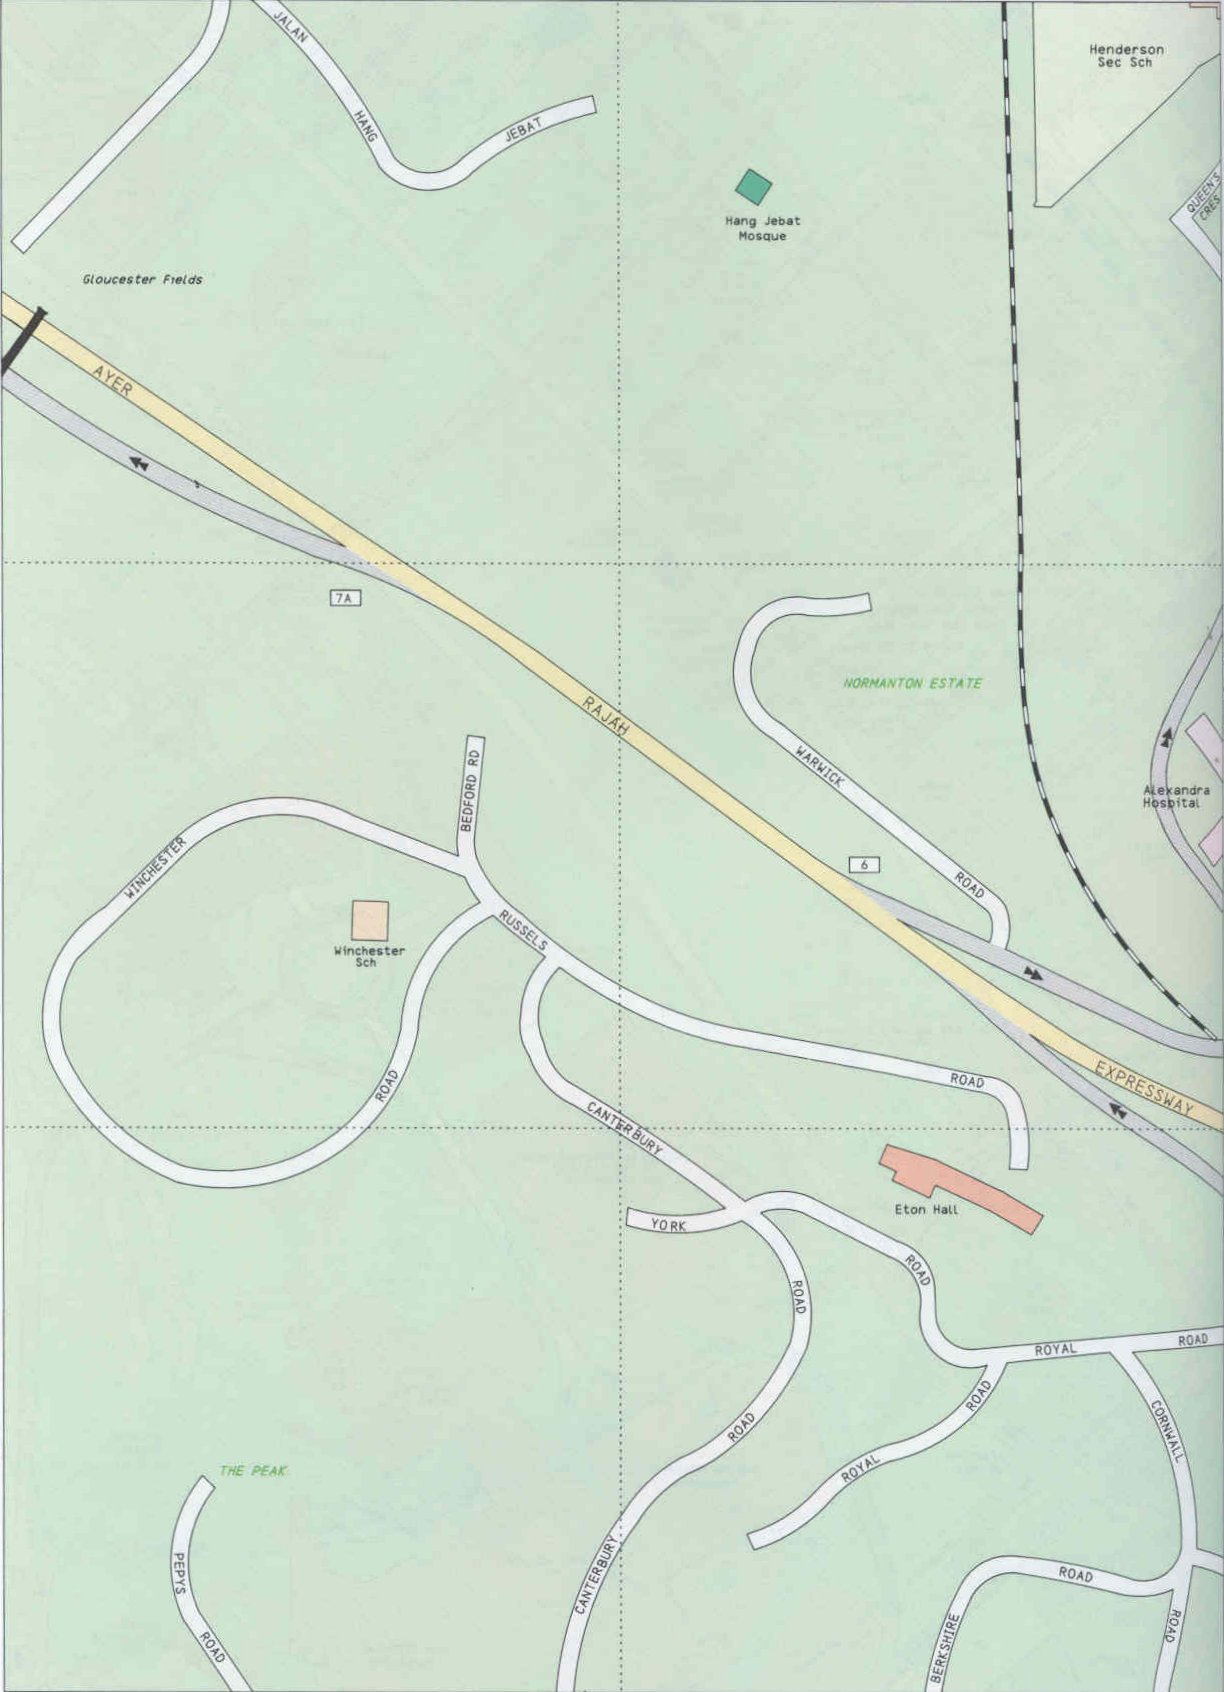 JALAN
HANG
JEBAT
Henderson
Sec Sch
QUEEN'S
CRES
Hang Jebat
Mosque
Gloucester Fields
AYER
7A
RAJAH
NORMANTON ESTATE
WARWICK
ROAD
Alexandra
Hospital
BEDFORD RD
6
WINCHESTER
ROAD
Winchester
Sch
RUSSELS
ROAD
EXPRESSWAY
CANTERBURY
ROAD
Eton Hall
YORK
ROAD
ROYAL
ROAD
ROYAL
ROAD
CORNWALL
ROAD
ROAD
CANTERBURY
THE PEAK
PEPYS
ROAD
BERKSHIRE
ROAD